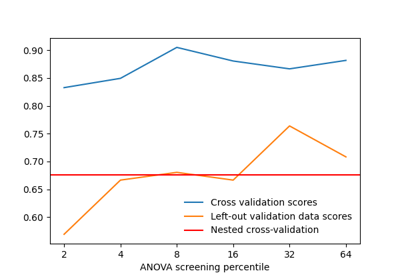 0.90
0.85
0.80
0.75
0.70
0.65
0.60
Cross validation scores
Left-out validation data scores
Nested cross-validation
2 4 8 16 32 64
ANOVA screening percentile